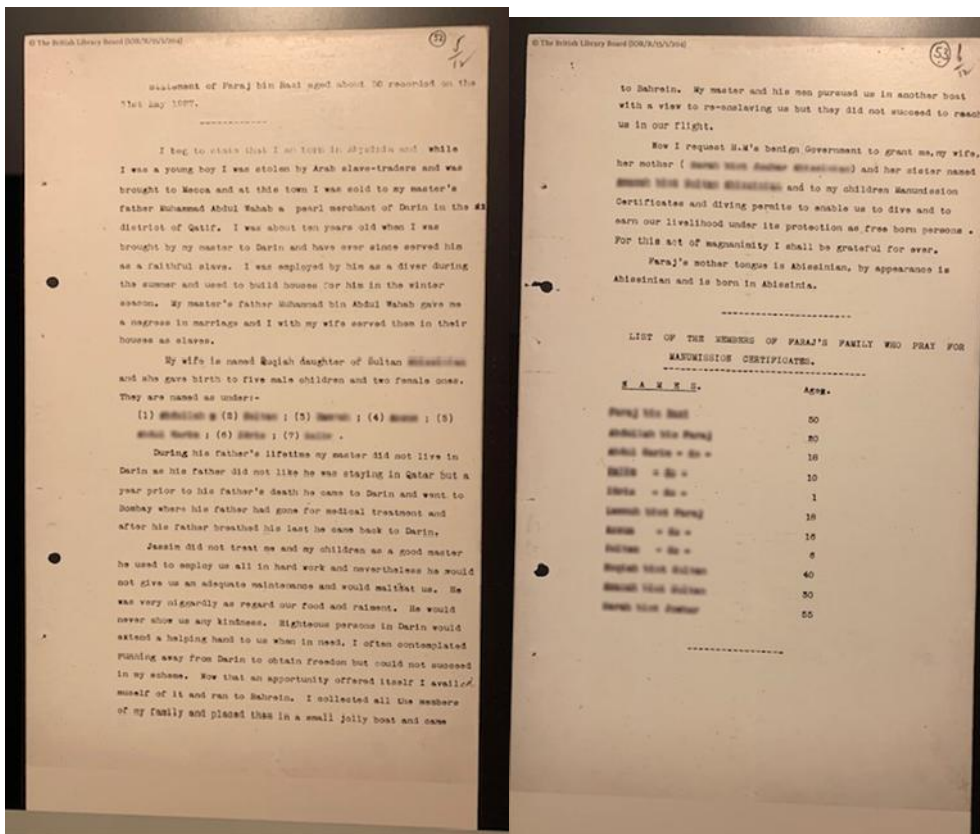 © The British Library Board (IOR/R/15/1/204)
52
5/12
Statement of Faraj bin Sazi aged about 50 recorded on the
31st May 1927.
I beg to state that I am born in Abyssinia and while
I was a young boy I was stolen by Arab slave-traders and was
brought to Mecca and at this town I was sold to my master's
father Muhammad Abdul Wahab a pearl merchant of Darin in the
district of Qatif. I was about ten years old when I was
brought by my master to Darin and have ever since served him
as a faithful slave. I was employed by him as a diver during
the summer and used to build houses for him in the winter
season. My master's father Muhammad bin Abdul Wahab gave me
a negress in marriage and I with my wife served them in their
houses as slaves.
My wife is named Ruqiah daughter of Sultan
and she gave birth to five male children and two female ones.
They are named as under:-
(1) (2) ; (3) ; (4) ; (5)
; (6) ; (7) .
During his father's lifetime my master did not live in
Darin as his father did not like he was staying in Qatar but a
year prior to his father's death he came to Darin and went to
Bombay where his father had gone for medical treatment and
after his father breathed his last he came back to Darin.
Jassim did not treat me and my children as a good master
he used to employ us all in hard work and nevertheless he would
not give us an adequate maintenance and would maltreat us. He
was very niggardly as regard our food and raiment. He would
never show us any kindness. Righteous persons in Darin would
extend a helping hand to us when in need. I often contemplated
running away from Darin to obtain freedom but could not succeed
in my scheme. Now that an opportunity offered itself I availed
muself of it and ran to Bahrein. I collected all the members
of my family and placed them in a small jolly boat and came
© The British Library Board (IOR/R/15/1/204)
53
6/12
to Bahrein. My master and his men pursued us in another boat
with a view to re-enslaving us but they did not succeed to reach
us in our flight.
Now I request H.M's benign Government to grant me, my wife,
her mother ( ) and her sister named
and to my children Manumission
Certificates and diving permits to enable us to dive and to
earn our livelihood under its protection as free born persons .
For this act of magnanimity I shall be grateful for ever.
Faraj's mother tongue is Abissinian, by appearance is
Abissinian and is born in Abissinia.
LIST OF THE MEMBERS OF FARAJ'S FAMILY WHO PRAY FOR
MANUMISSION CERTIFICATES.
N A M E S. Ages.
50
20
10
1
16
40
30
55